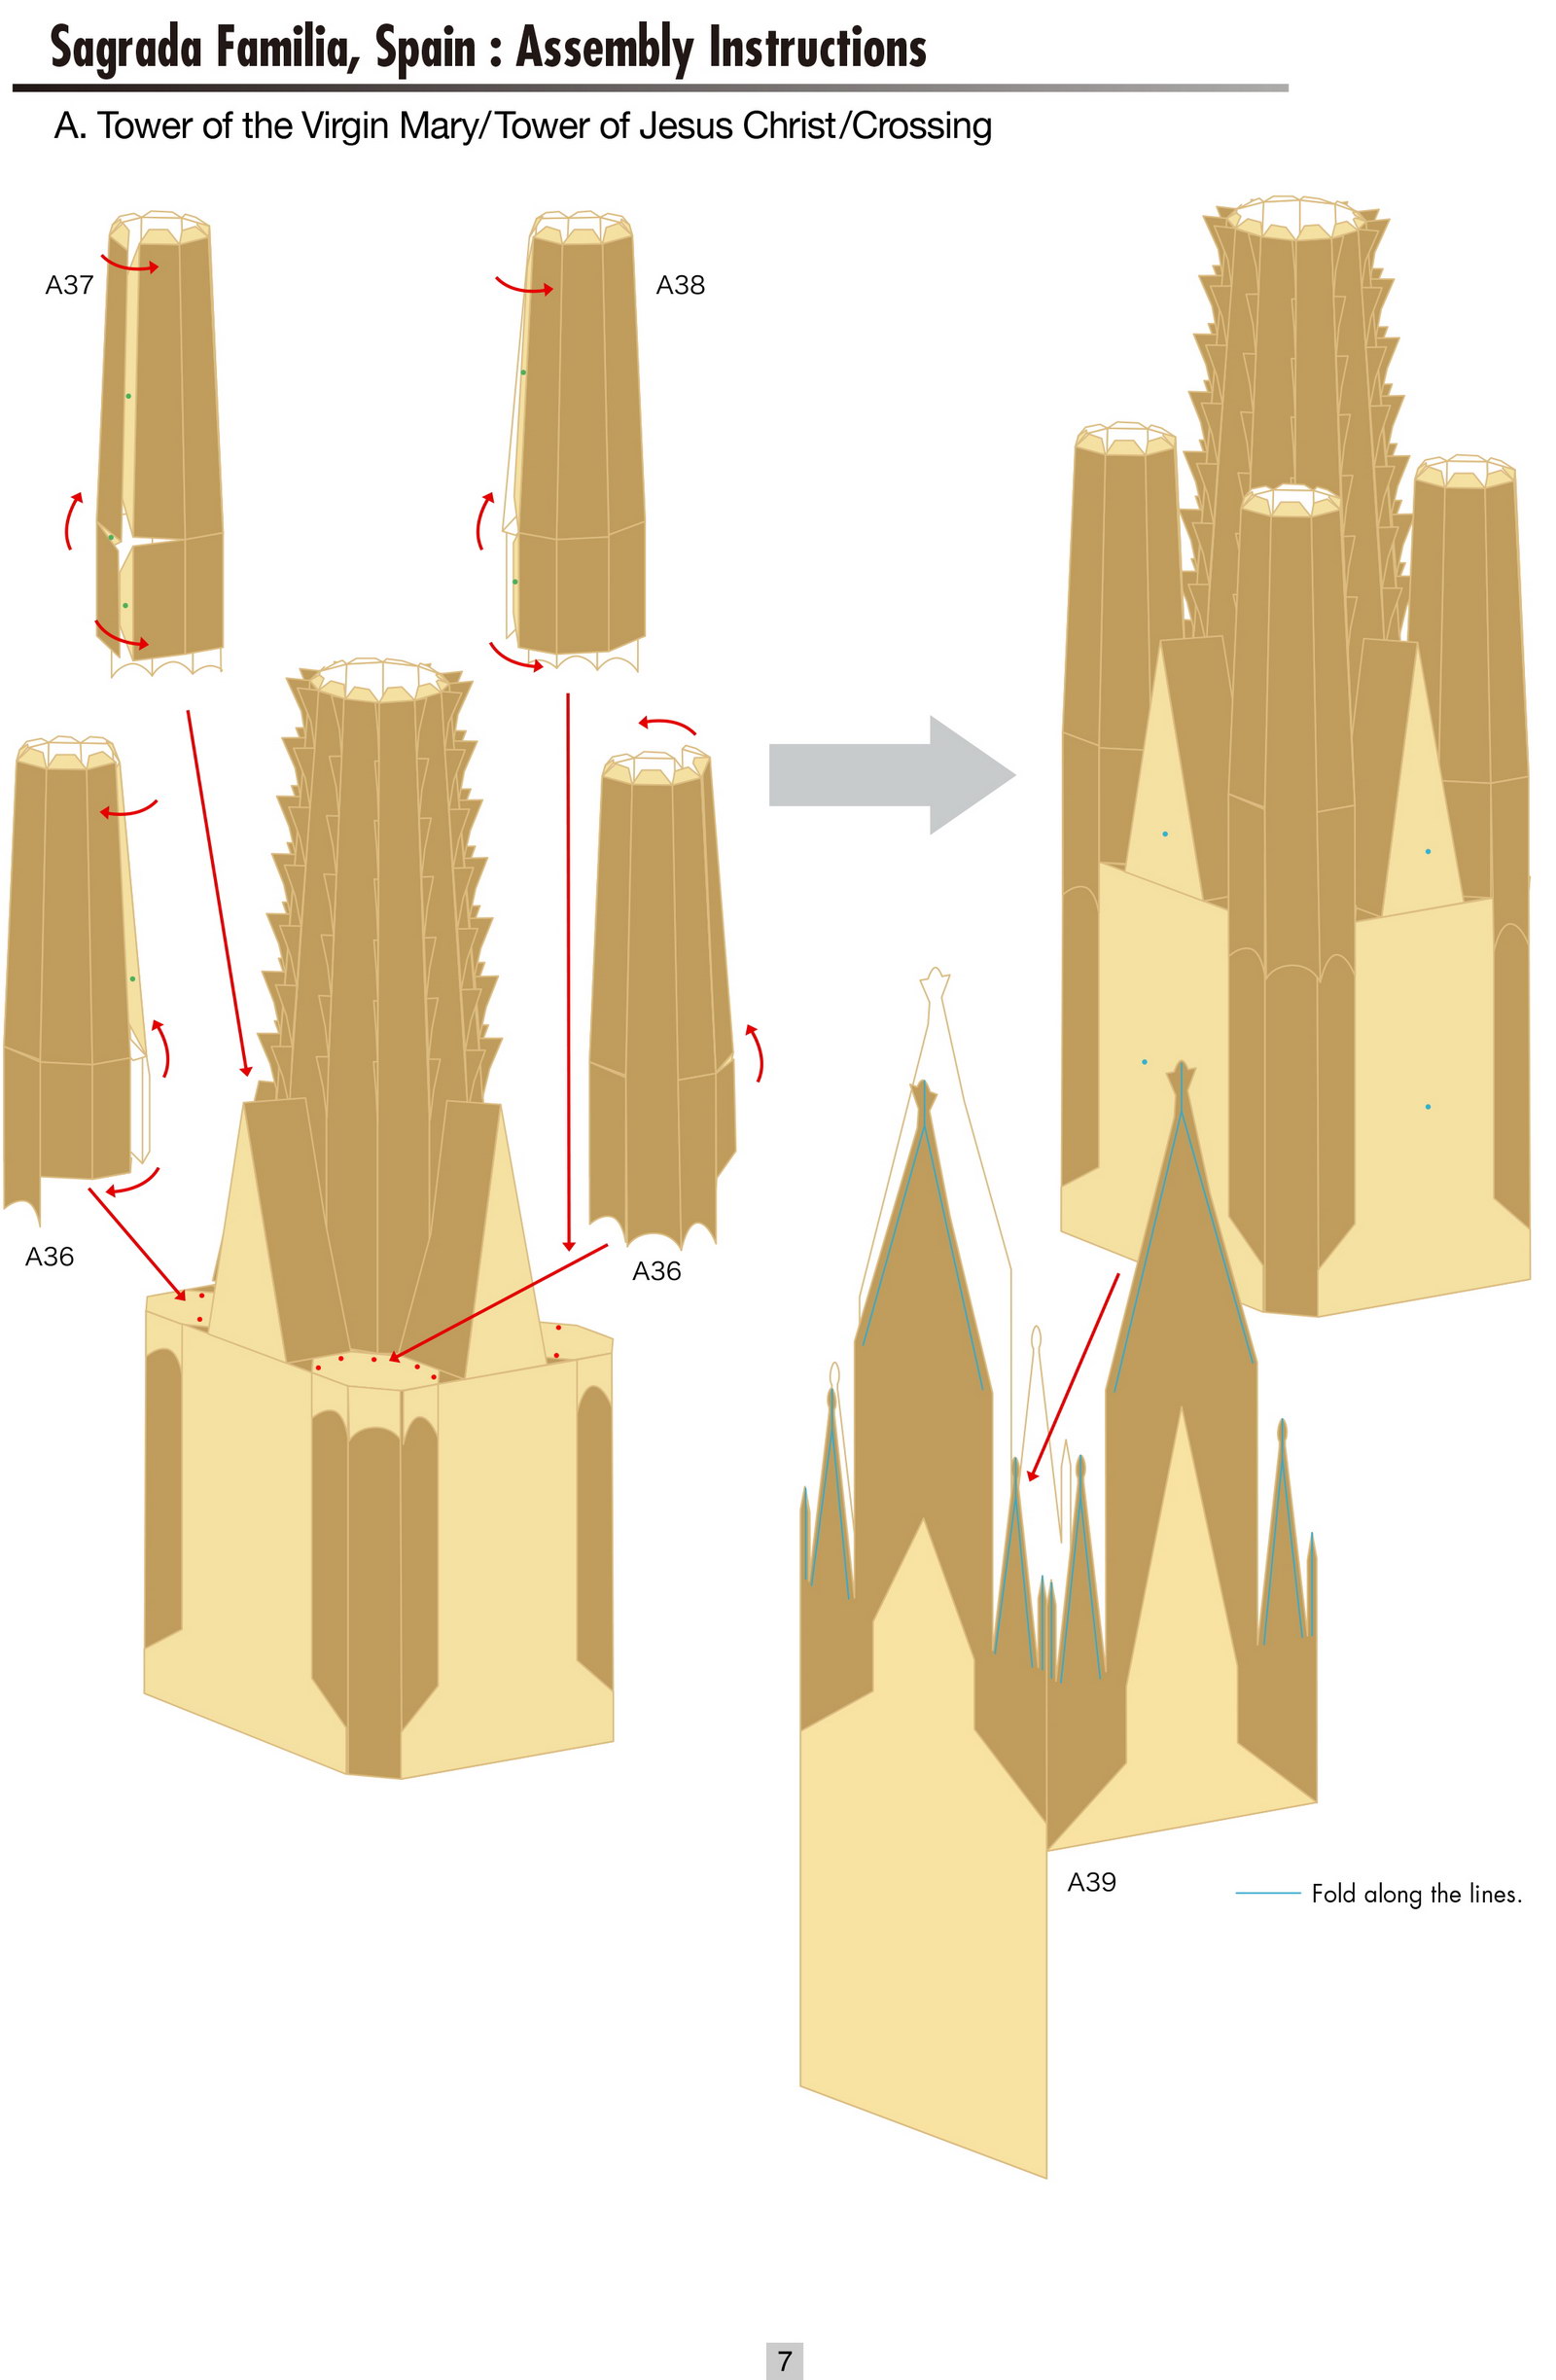 Sagrada Familia, Spain : Assembly Instructions
A. Tower of the Virgin Mary/Tower of Jesus Christ/Crossing
A37
A38
A36
A36
A39
Fold along the lines.
7